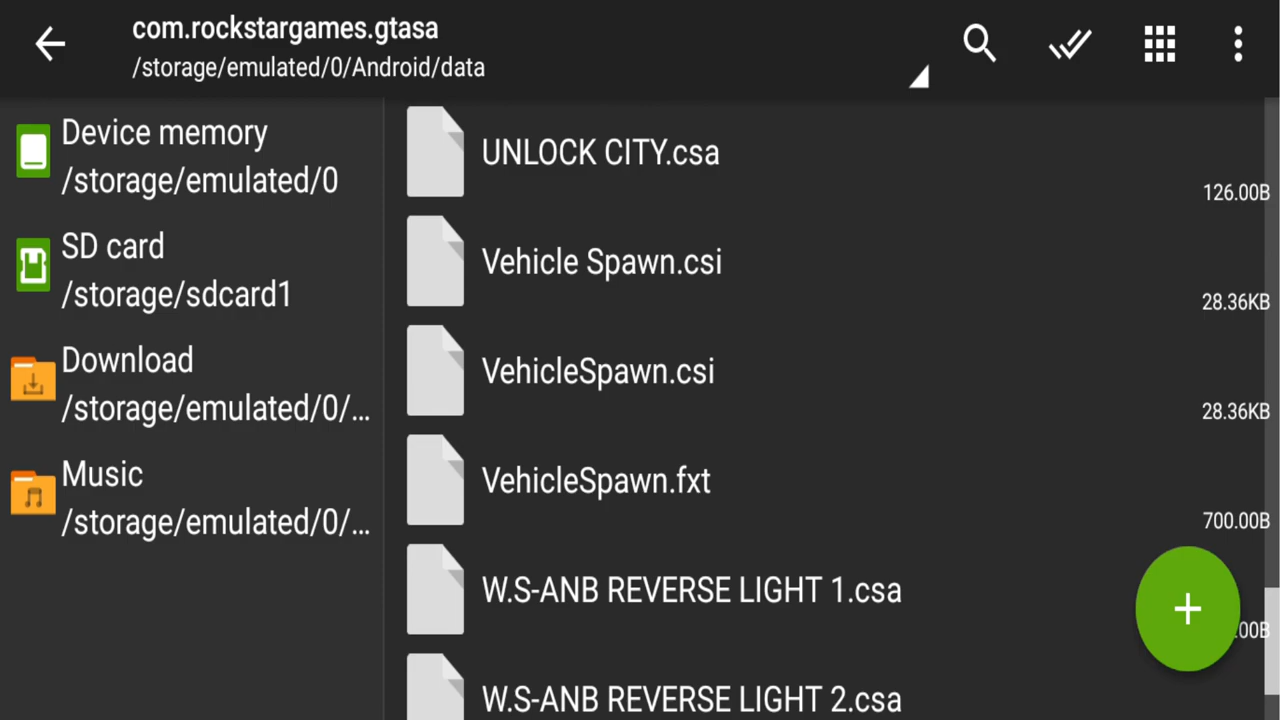 com.rockstargames.gtasa
/storage/emulated/0/Android/data
Device memory
/storage/emulated/0
SD card
/storage/sdcard1
Download
/storage/emulated/0/...
Music
/storage/emulated/0/...
UNLOCK CITY.csa
126.00B
Vehicle Spawn.csi
28.36KB
VehicleSpawn.csi
28.36KB
VehicleSpawn.fxt
700.00B
W.S-ANB REVERSE LIGHT 1.csa
W.S-ANB REVERSE LIGHT 2.csa